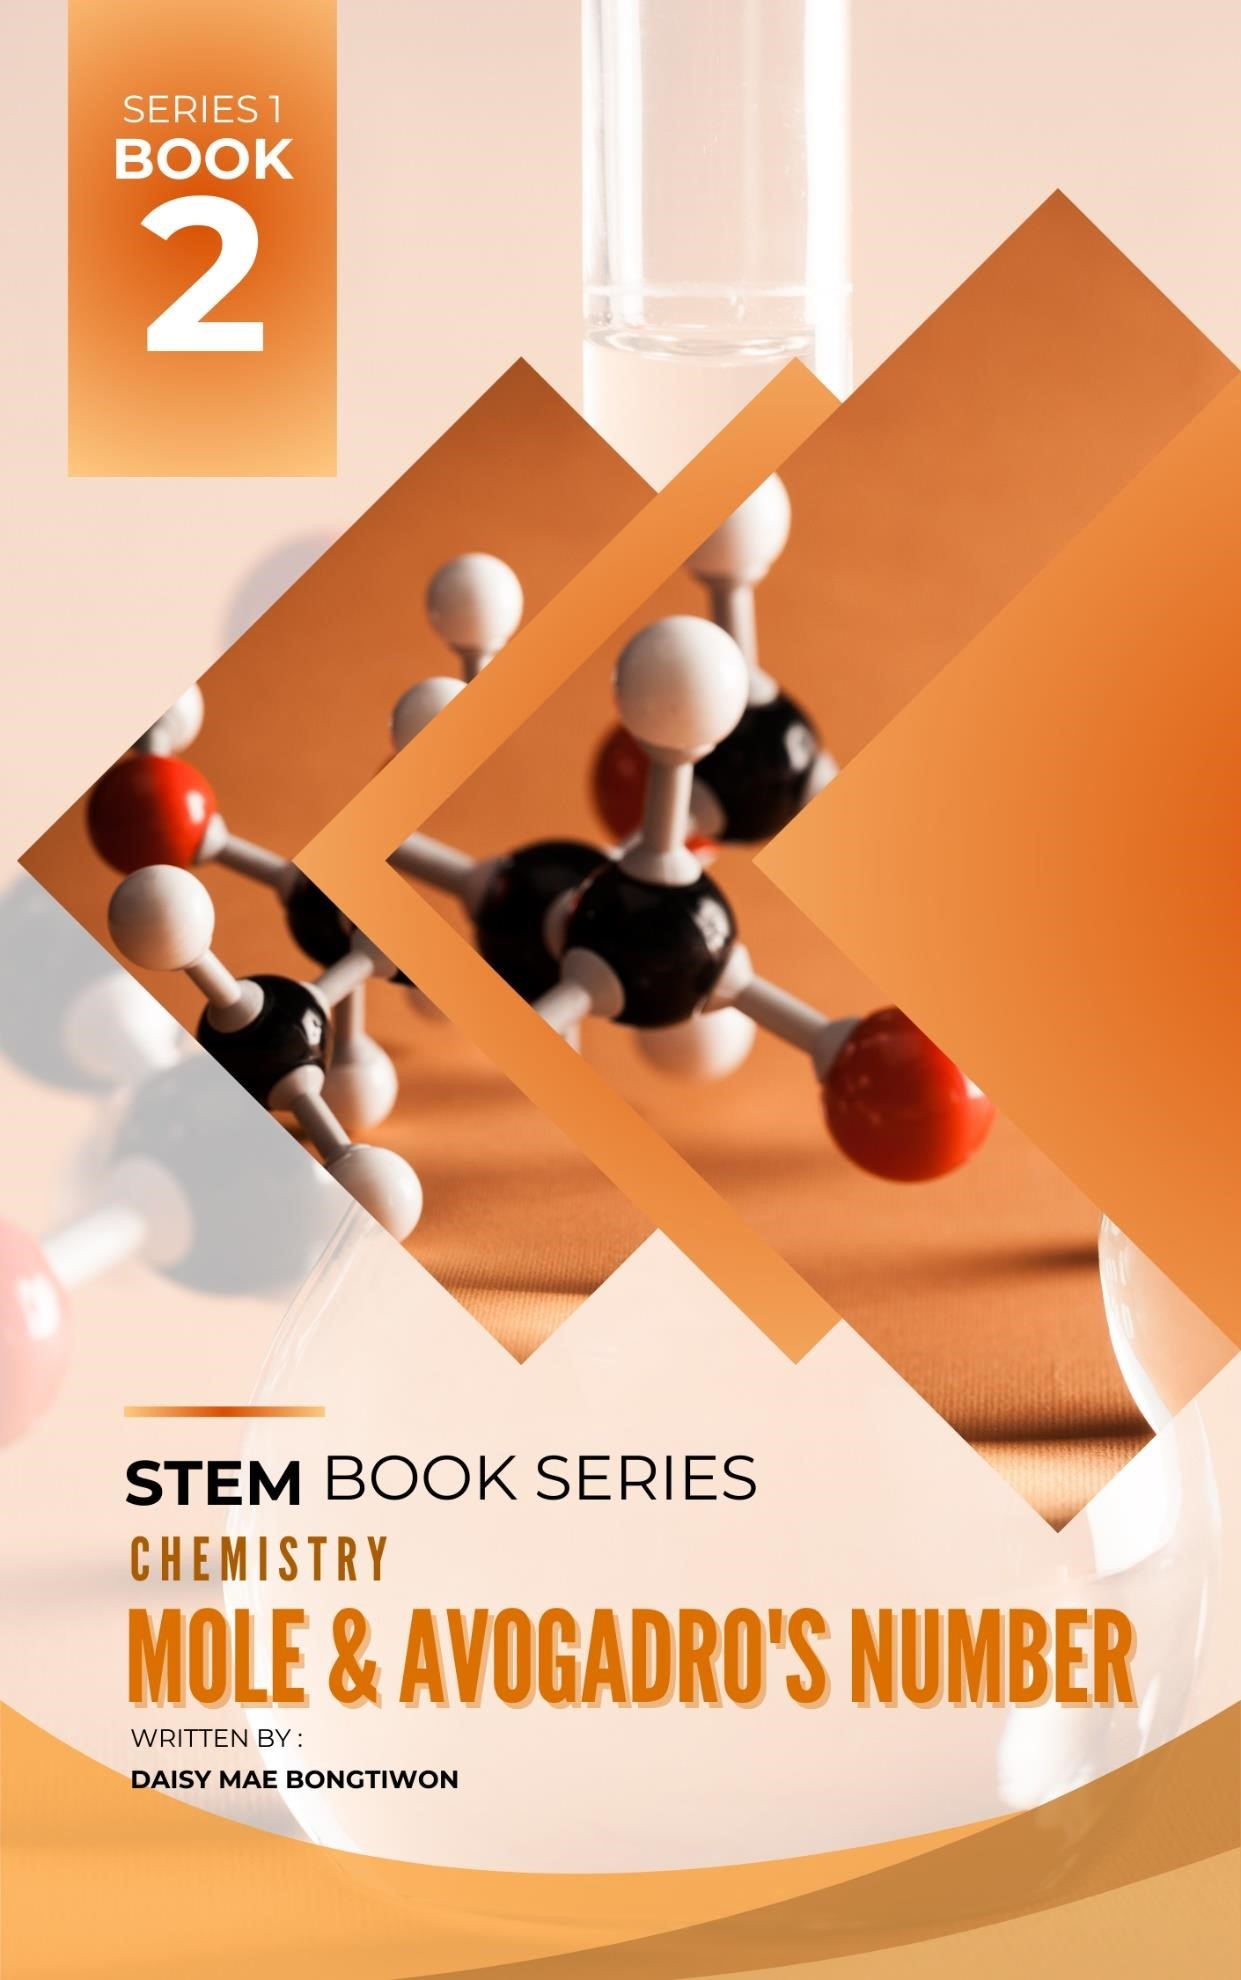 SERIES 1
BOOK
2
STEM BOOK SERIES
CHEMISTRY
MOLE & AVOGADRO'S NUMBER
WRITTEN BY :
DAISY MAE BONGTIWON